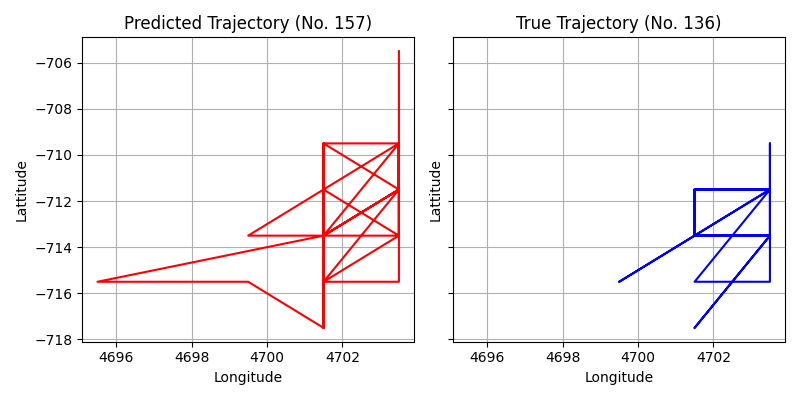 Predicted Trajectory (No. 157)
True Trajectory (No. 136)
−706
−708
−710
−712
−714
−716
−718
Lattitude
Lattitude
4696
4698
4700
4702
4696
4698
4700
4702
Longitude
Longitude